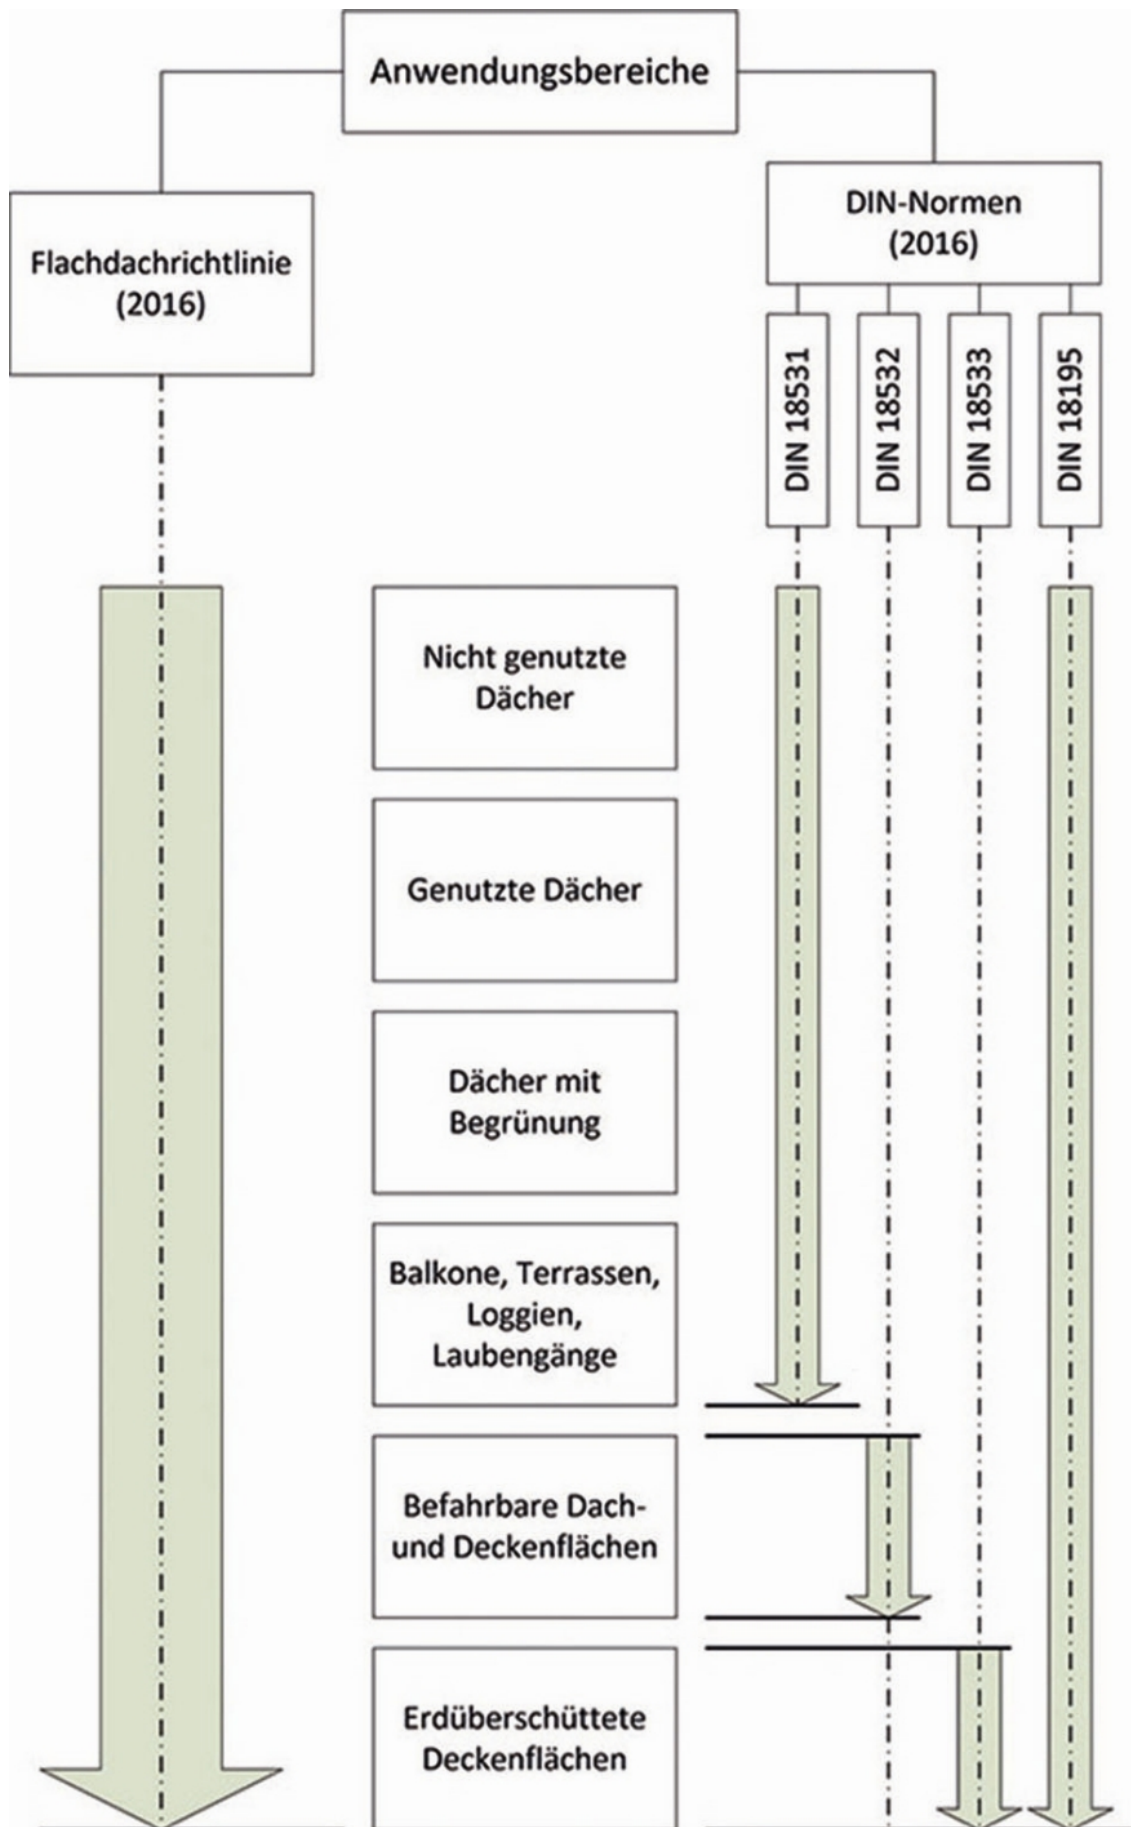 Anwendungsbereiche
Flachdachrichtlinie
(2016)
DIN-Normen
(2016)
DIN 18531
DIN 18532
DIN 18533
DIN 18195
Nicht genutzte
Dächer
Genutzte Dächer
Dächer mit
Begrünung
Balkone, Terrassen,
Loggien,
Laubengänge
Befahrbare Dach-
und Deckenflächen
Erdüberschüttete
Deckenflächen